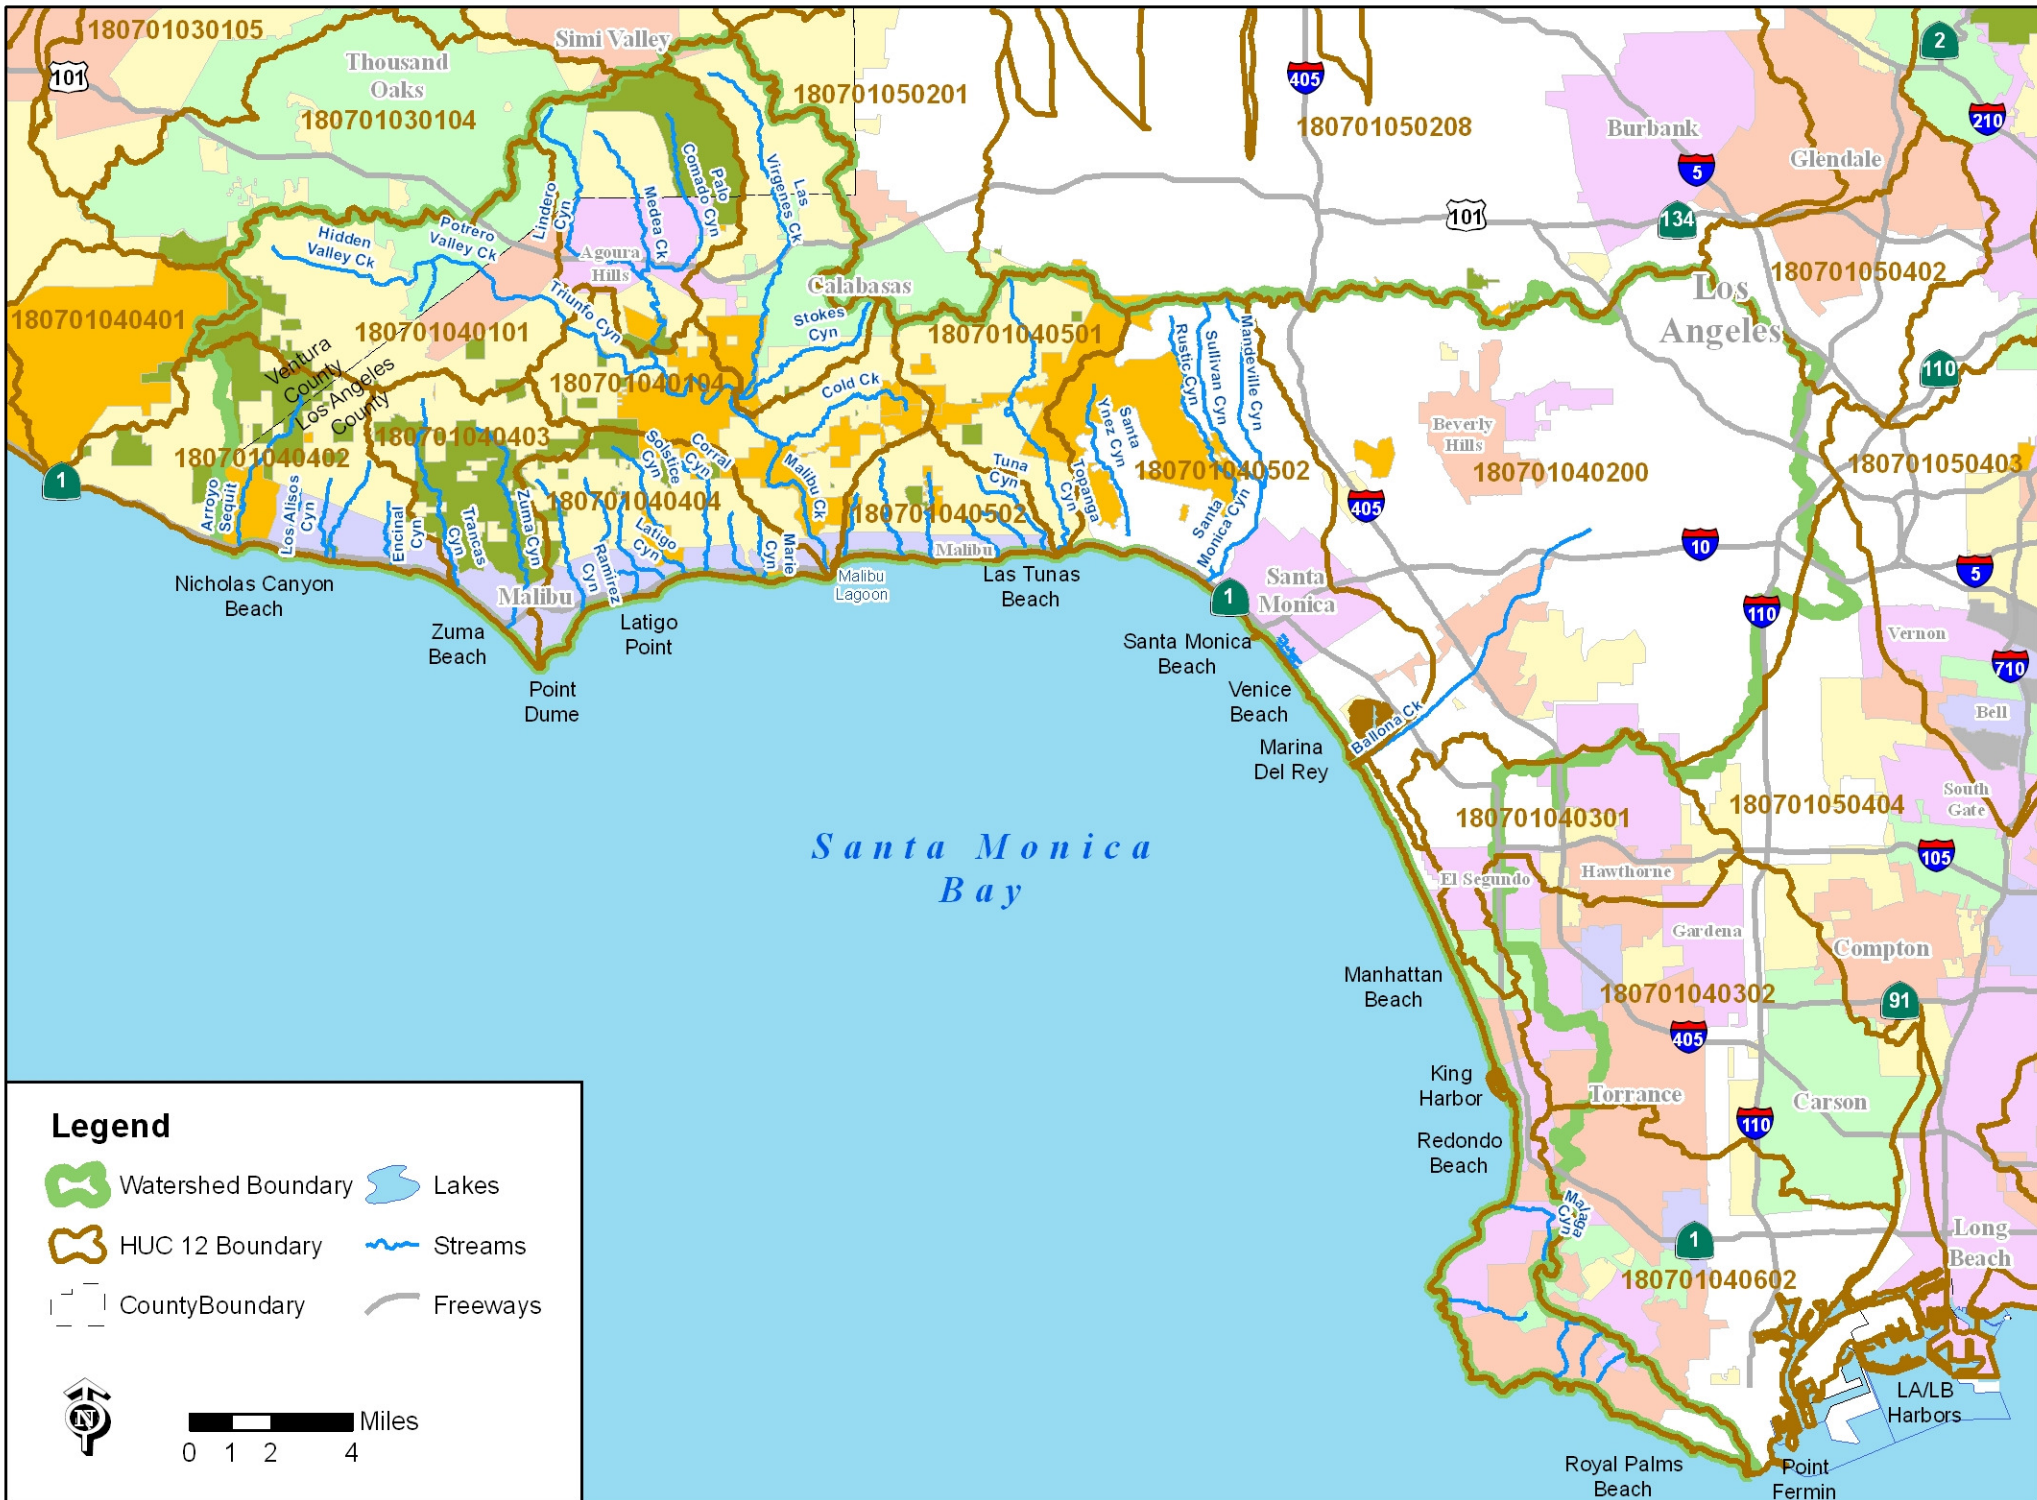 180701030105
Simi Valley
101
Thousand
Oaks
180701030104
180701050201
405
180701050208
Burbank
5
Glendale
2
210
134
101
180701050402
Lindero
Cyn
Medea Ck
Palo
Comado Cyn
Las
Virgenes Ck
Hidden
Valley Ck
Potrero
Valley Ck
Agoura
Hills
Calabasas
Triunfo Cyn
Stokes
Cyn
180701040401
180701040101
180701040501
Los
Angeles
Ventura
County
Los Angeles
County
180701040104
Cold Ck
Rustic Cyn
Sullivan Cyn
Mandeville Cyn
110
Beverly
Hills
180701040402
180701040403
180701040404
Solstice
Cyn
Corral
Cyn
Malibu Ck
180701040502
Tuna
Cyn
Topanga
Cyn
Santa
Ynez Cyn
180701040502
Santa
Monica Cyn
180701040200
405
180701050403
1
Arroyo
Sequit
Los Alisos
Cyn
Encinal
Cyn
Trancas
Cyn
Zuma Cyn
Ramirez
Cyn
Latigo
Cyn
Marie
Cyn
Malibu
Malibu
Malibu
Lagoon
Nicholas Canyon
Beach
Zuma
Beach
Point
Dume
Latigo
Point
Las Tunas
Beach
1
Santa
Monica
10
5
110
Vernon
710
Bell
Santa Monica
Beach
Venice
Beach
Marina
Del Rey
Ballona Ck
180701040301
180701050404
South
Gate
105
Santa Monica
Bay
El Segundo
Hawthorne
Gardena
Compton
91
Manhattan
Beach
180701040302
405
King
Harbor
Torrance
Carson
110
Redondo
Beach
Malaga
Cyn
1
180701040602
Long
Beach
LA/LB
Harbors
Royal Palms
Beach
Point
Fermin
Legend
Watershed Boundary
Lakes
HUC 12 Boundary
Streams
CountyBoundary
Freeways
N
Miles
0 1 2 4